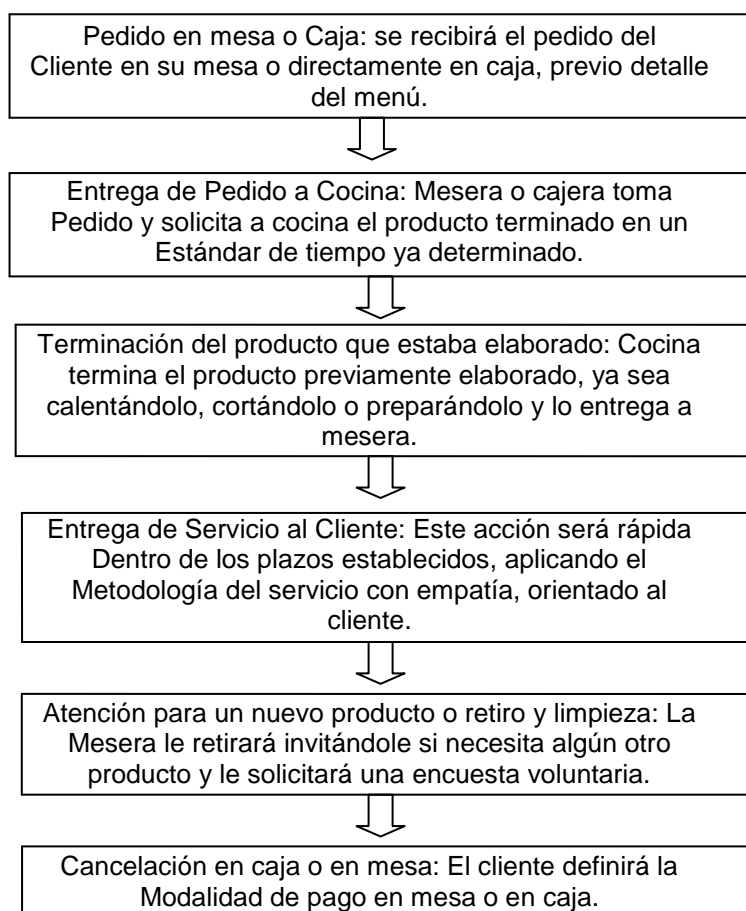 Pedido en mesa o Caja: se recibirá el pedido del
Cliente en su mesa o directamente en caja, previo detalle
del menú.
Entrega de Pedido a Cocina: Mesera o cajera toma
Pedido y solicita a cocina el producto terminado en un
Estándar de tiempo ya determinado.
Terminación del producto que estaba elaborado: Cocina
termina el producto previamente elaborado, ya sea
calentándolo, cortándolo o preparándolo y lo entrega a
mesera.
Entrega de Servicio al Cliente: Este acción será rápida
Dentro de los plazos establecidos, aplicando el
Metodología del servicio con empatía, orientado al
cliente.
Atención para un nuevo producto o retiro y limpieza: La
Mesera le retirará invitándole si necesita algún otro
producto y le solicitará una encuesta voluntaria.
Cancelación en caja o en mesa: El cliente definirá la
Modalidad de pago en mesa o en caja.